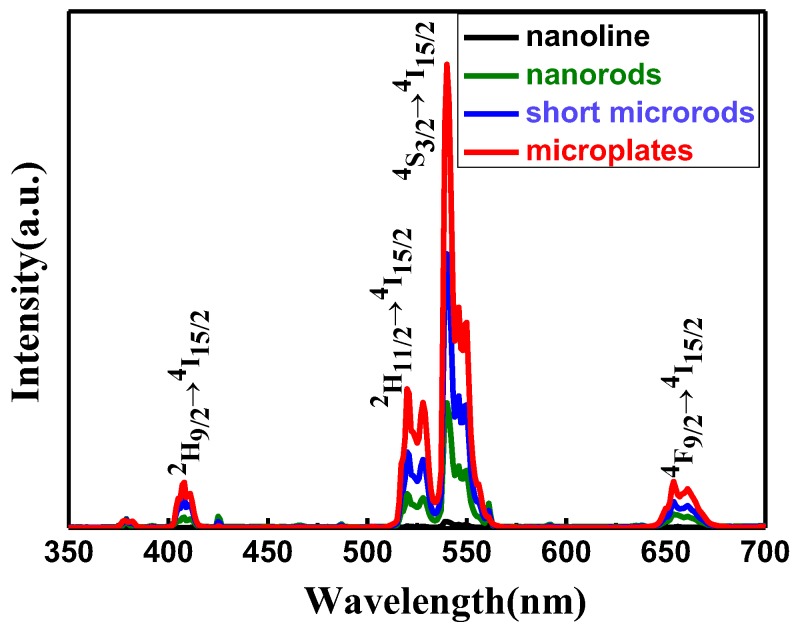 nanoline
nanorods
short microrods
microplates
⁴S₃/₂→⁴I₁₅/₂
²H₁₁/₂→⁴I₁₅/₂
²H₉/₂→⁴I₁₅/₂
⁴F₉/₂→⁴I₁₅/₂
Intensity(a.u.)
350 400 450 500 550 600 650 700
Wavelength(nm)